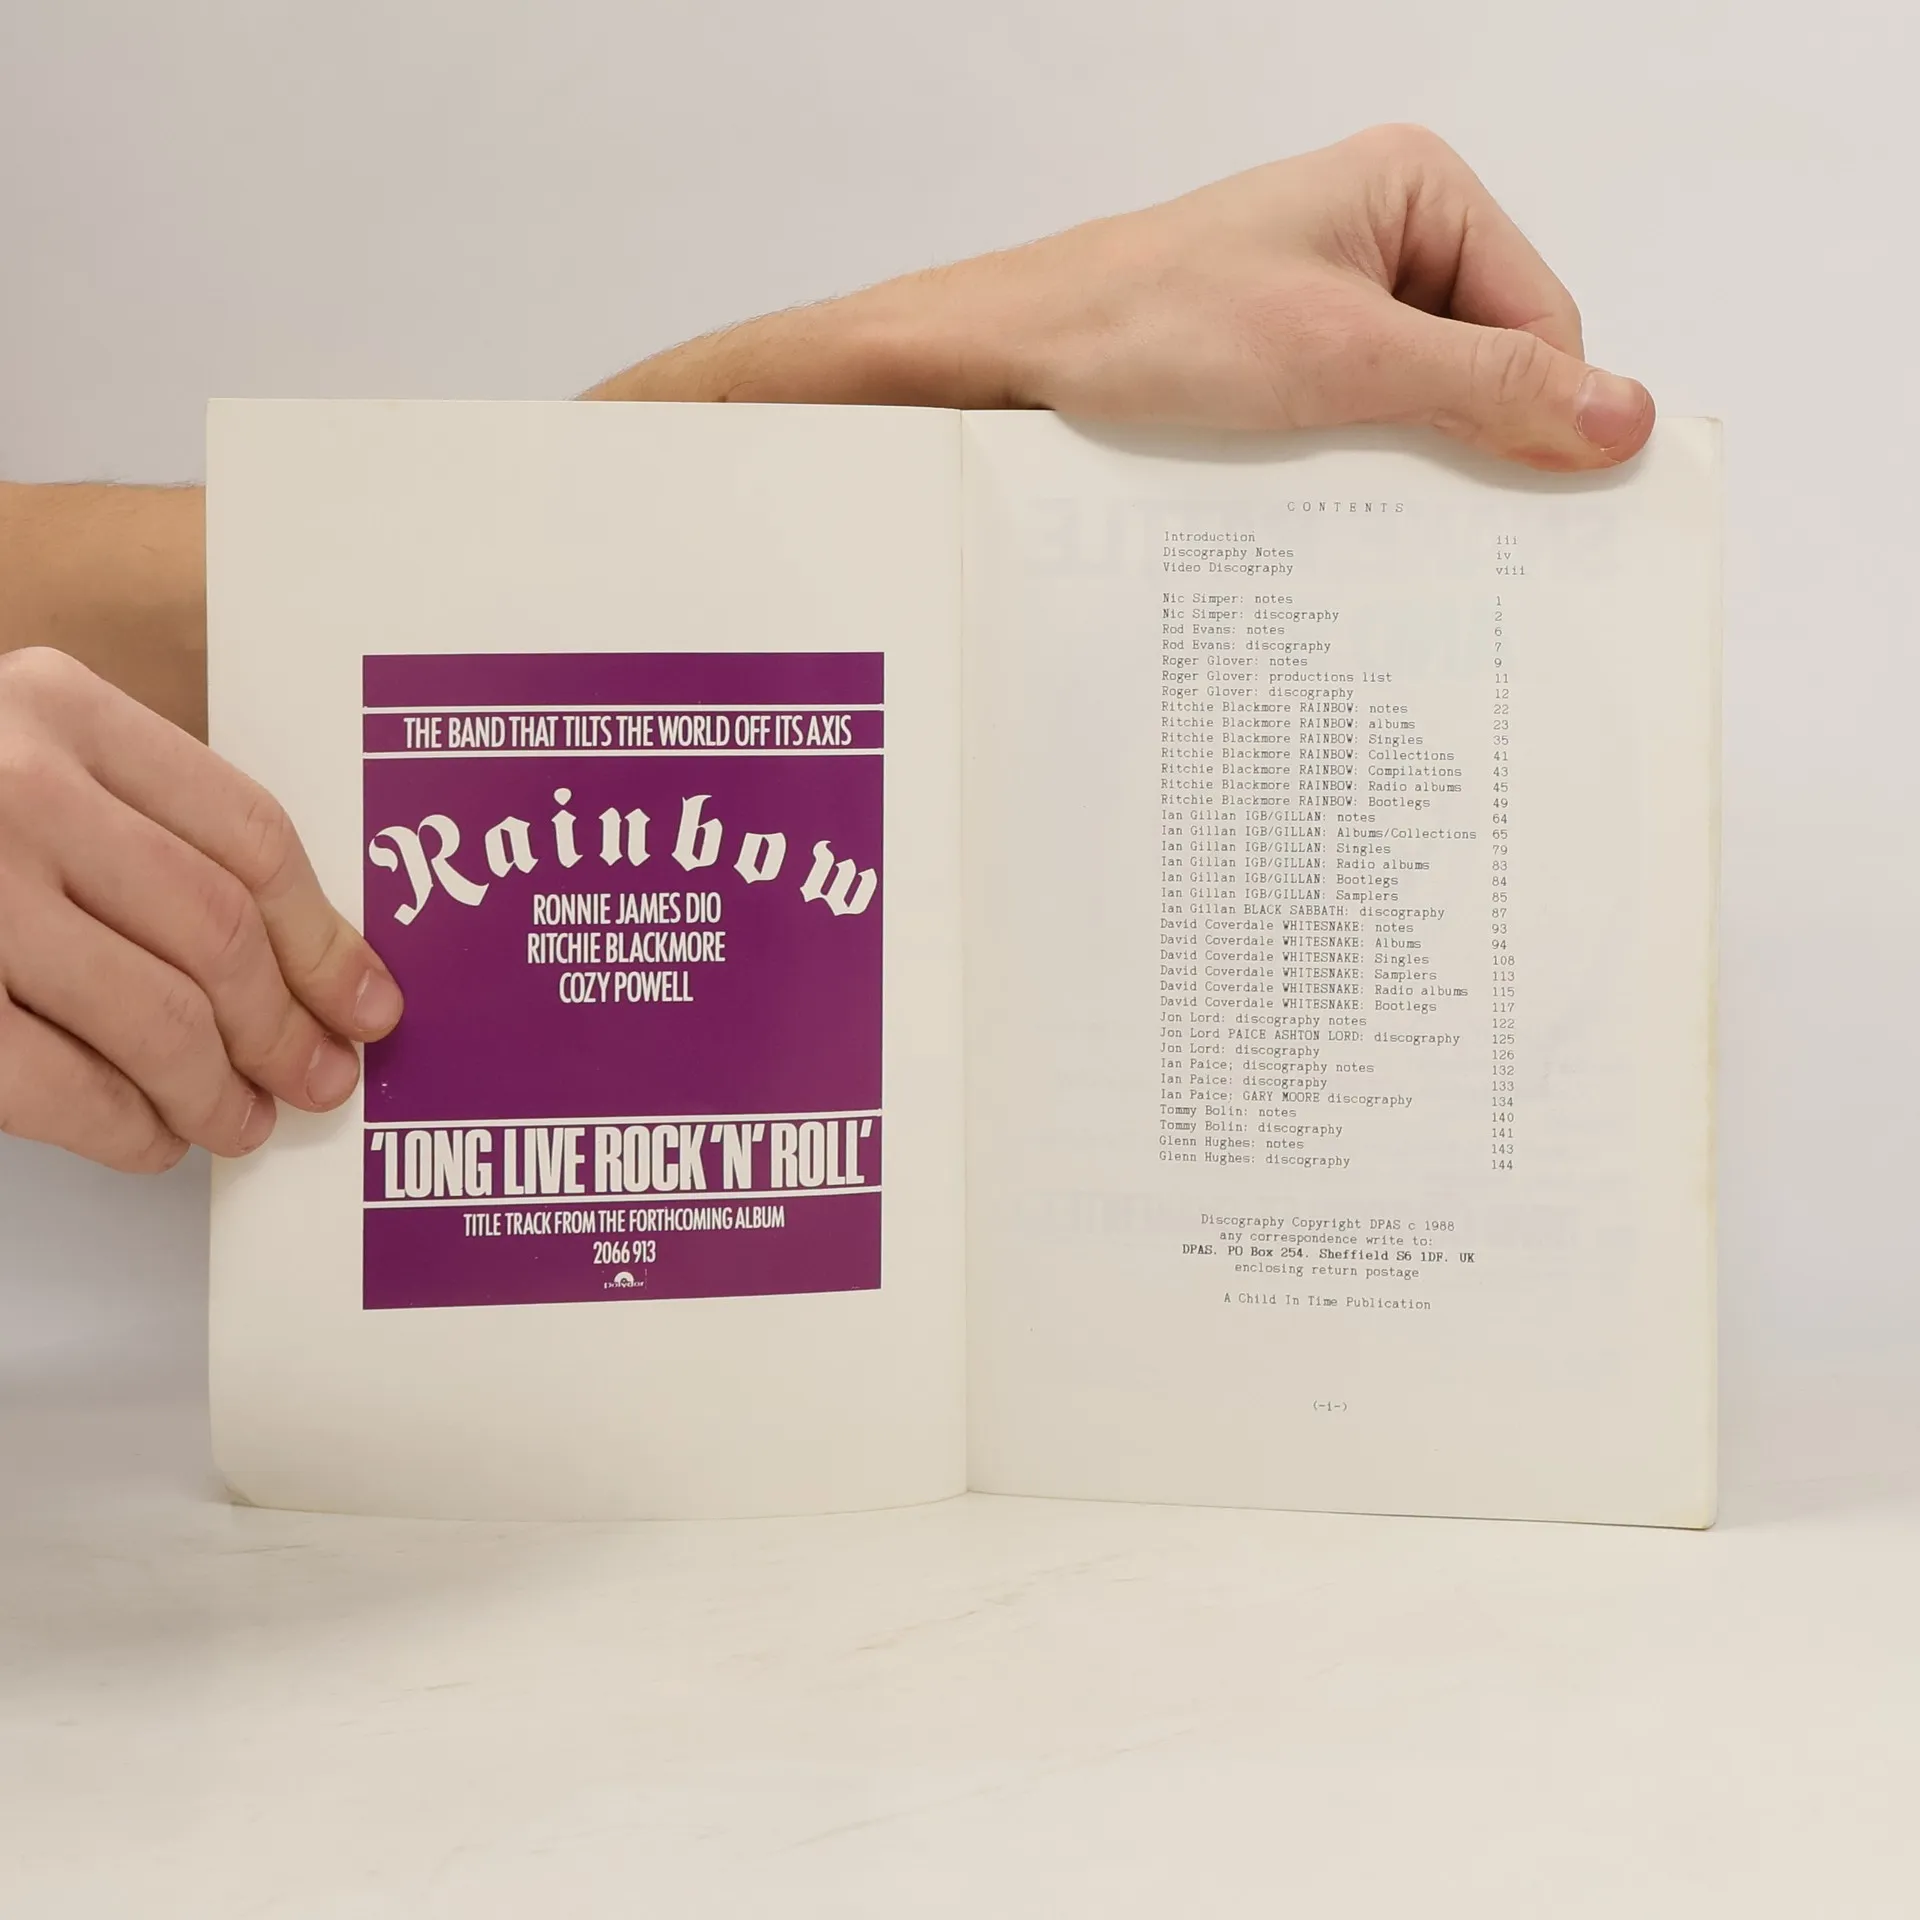 THE BAND THAT TILTS THE WORLD OFF ITS AXIS
Rainbow
RONNIE JAMES DIO
RITCHIE BLACKMORE
COZY POWELL
'LONG LIVE ROCK 'N' ROLL'
TITLE TRACK FROM THE FORTHCOMING ALBUM
2066 913
polydor
CONTENTS
Introduction iii
Discography Notes iv
Video Discography viii
Nic Simper: notes 1
Nic Simper: discography 2
Rod Evans: notes 6
Rod Evans: discography 7
Roger Glover: notes 9
Roger Glover: productions list 11
Roger Glover: discography 12
Ritchie Blackmore RAINBOW: notes 22
Ritchie Blackmore RAINBOW: albums 23
Ritchie Blackmore RAINBOW: Singles 35
Ritchie Blackmore RAINBOW: Collections 41
Ritchie Blackmore RAINBOW: Compilations 43
Ritchie Blackmore RAINBOW: Radio albums 45
Ritchie Blackmore RAINBOW: Bootlegs 49
Ian Gillan IGB/GILLAN: notes 64
Ian Gillan IGB/GILLAN: Albums/Collections 65
Ian Gillan IGB/GILLAN: Singles 79
Ian Gillan IGB/GILLAN: Radio albums 83
Ian Gillan IGB/GILLAN: Bootlegs 84
Ian Gillan IGB/GILLAN: Samplers 85
Ian Gillan BLACK SABBATH: discography 87
David Coverdale WHITESNAKE: notes 93
David Coverdale WHITESNAKE: Albums 94
David Coverdale WHITESNAKE: Singles 108
David Coverdale WHITESNAKE: Samplers 113
David Coverdale WHITESNAKE: Radio albums 115
David Coverdale WHITESNAKE: Bootlegs 117
Jon Lord: discography notes 122
Jon Lord PAICE ASHTON LORD: discography 125
Jon Lord: discography 126
Ian Paice; discography notes 132
Ian Paice: discography 133
Ian Paice: GARY MOORE discography 134
Tommy Bolin: notes 140
Tommy Bolin: discography 141
Glenn Hughes: notes 143
Glenn Hughes: discography 144
Discography Copyright DPAS c 1988
any correspondence write to:
DPAS. PO Box 254. Sheffield S6 1DF. UK
enclosing return postage
A Child In Time Publication
(-i-)